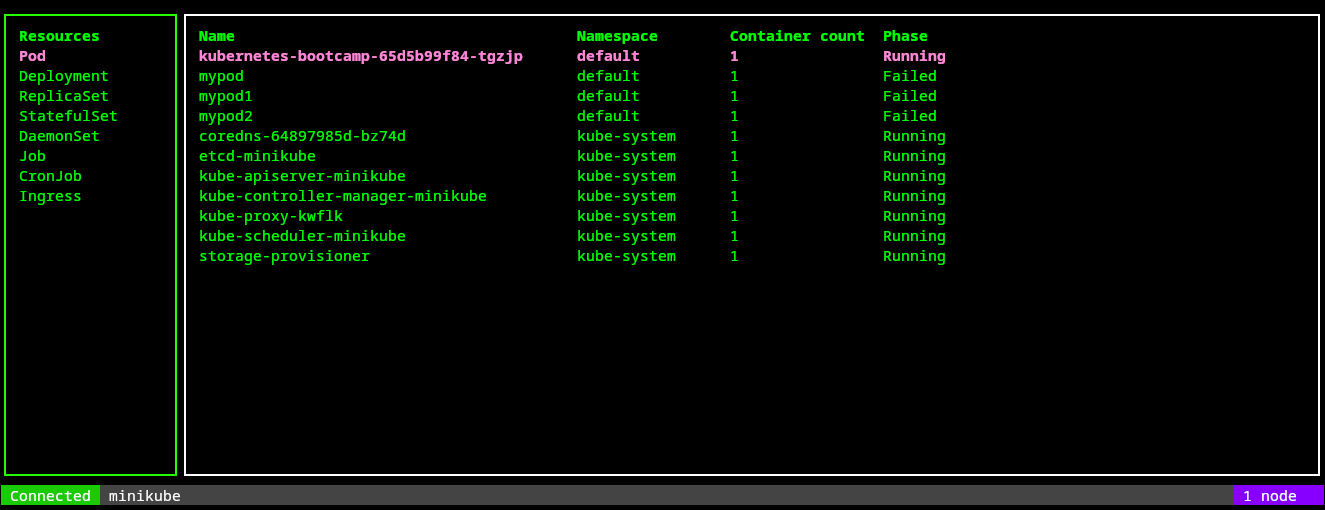 Resources
Pod
Deployment
ReplicaSet
StatefulSet
DaemonSet
Job
CronJob
Ingress
Name Namespace Container count Phase
kubernetes-bootcamp-65d5b99f84-tgzjp default 1 Running
mypod default 1 Failed
mypod1 default 1 Failed
mypod2 default 1 Failed
coredns-64897985d-bz74d kube-system 1 Running
etcd-minikube kube-system 1 Running
kube-apiserver-minikube kube-system 1 Running
kube-controller-manager-minikube kube-system 1 Running
kube-proxy-kwflk kube-system 1 Running
kube-scheduler-minikube kube-system 1 Running
storage-provisioner kube-system 1 Running
Connected minikube 1 node